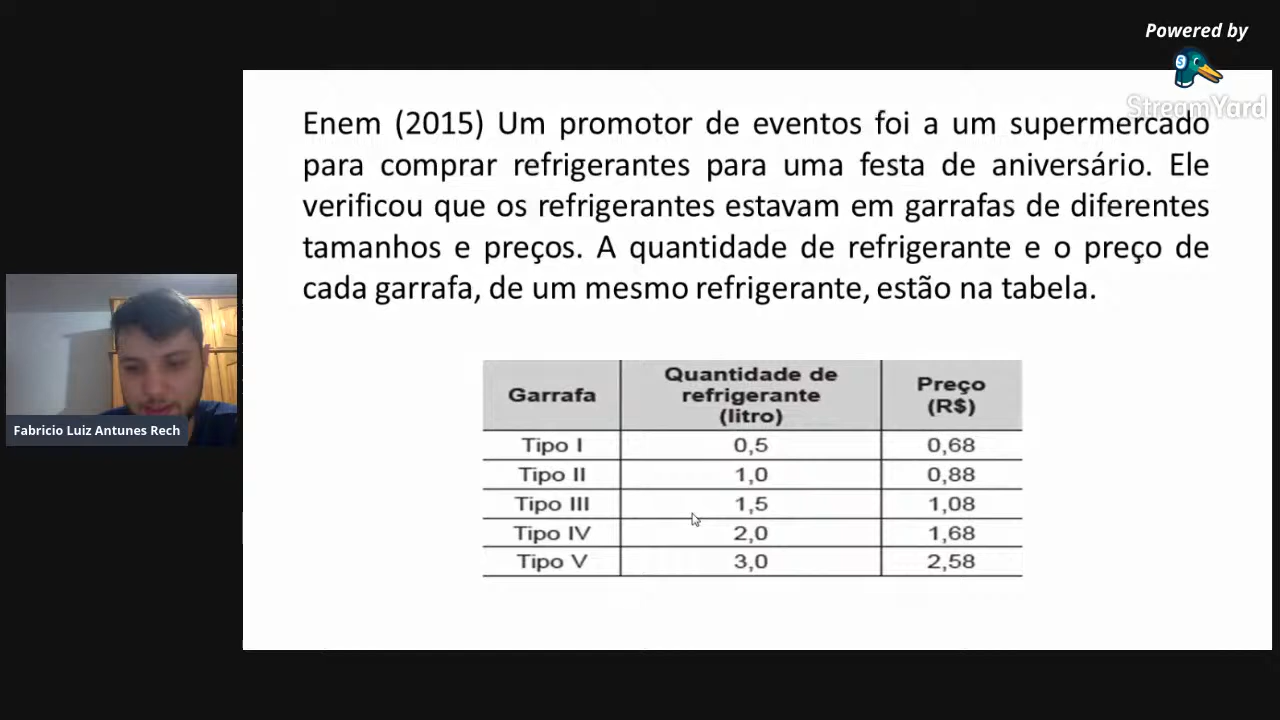 Powered by
StreamYard
Enem (2015) Um promotor de eventos foi a um supermercado
para comprar refrigerantes para uma festa de aniversário. Ele
verificou que os refrigerantes estavam em garrafas de diferentes
tamanhos e preços. A quantidade de refrigerante e o preço de
cada garrafa, de um mesmo refrigerante, estão na tabela.
Garrafa Quantidade de refrigerante (litro) Preço (R$)
Tipo I 0,5 0,68
Tipo II 1,0 0,88
Tipo III 1,5 1,08
Tipo IV 2,0 1,68
Tipo V 3,0 2,58
Fabricio Luiz Antunes Rech